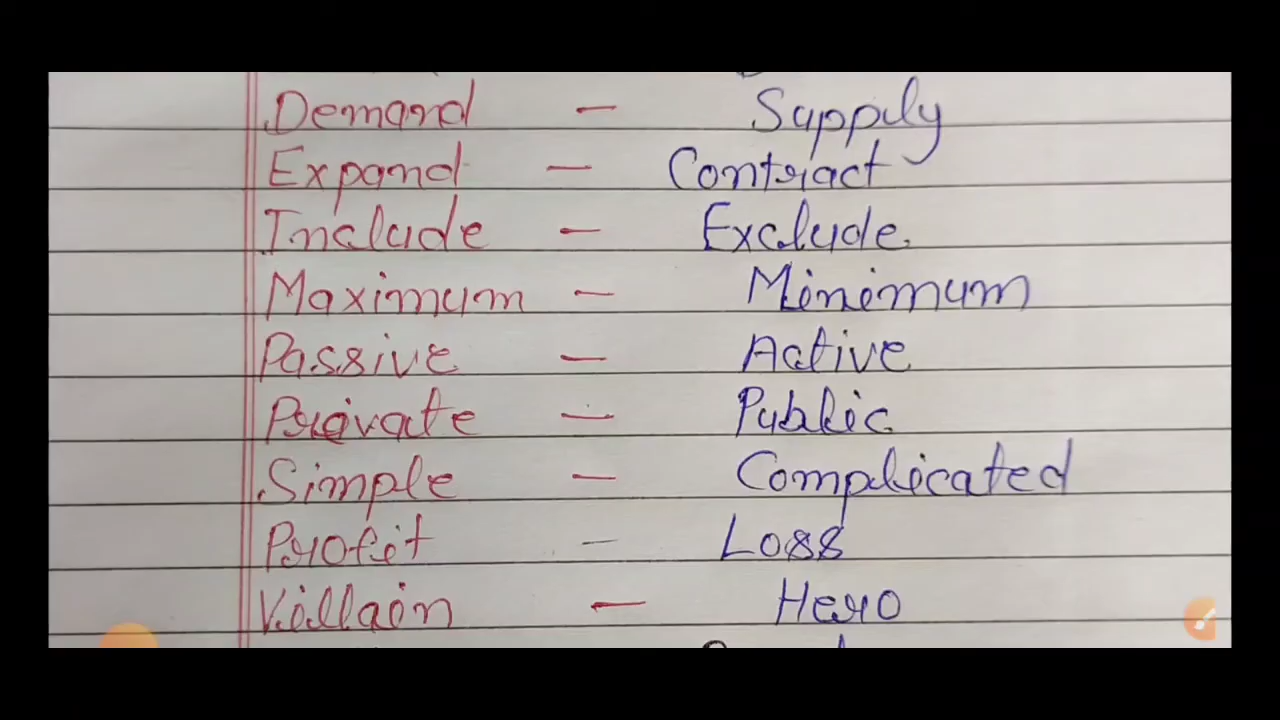 Demand - Supply
Expand - Contract
Include - Exclude.
Maximum - Minimum
Passive - Active
Private - Public
Simple - Complicated
Profit - Loss
Villain - Hero